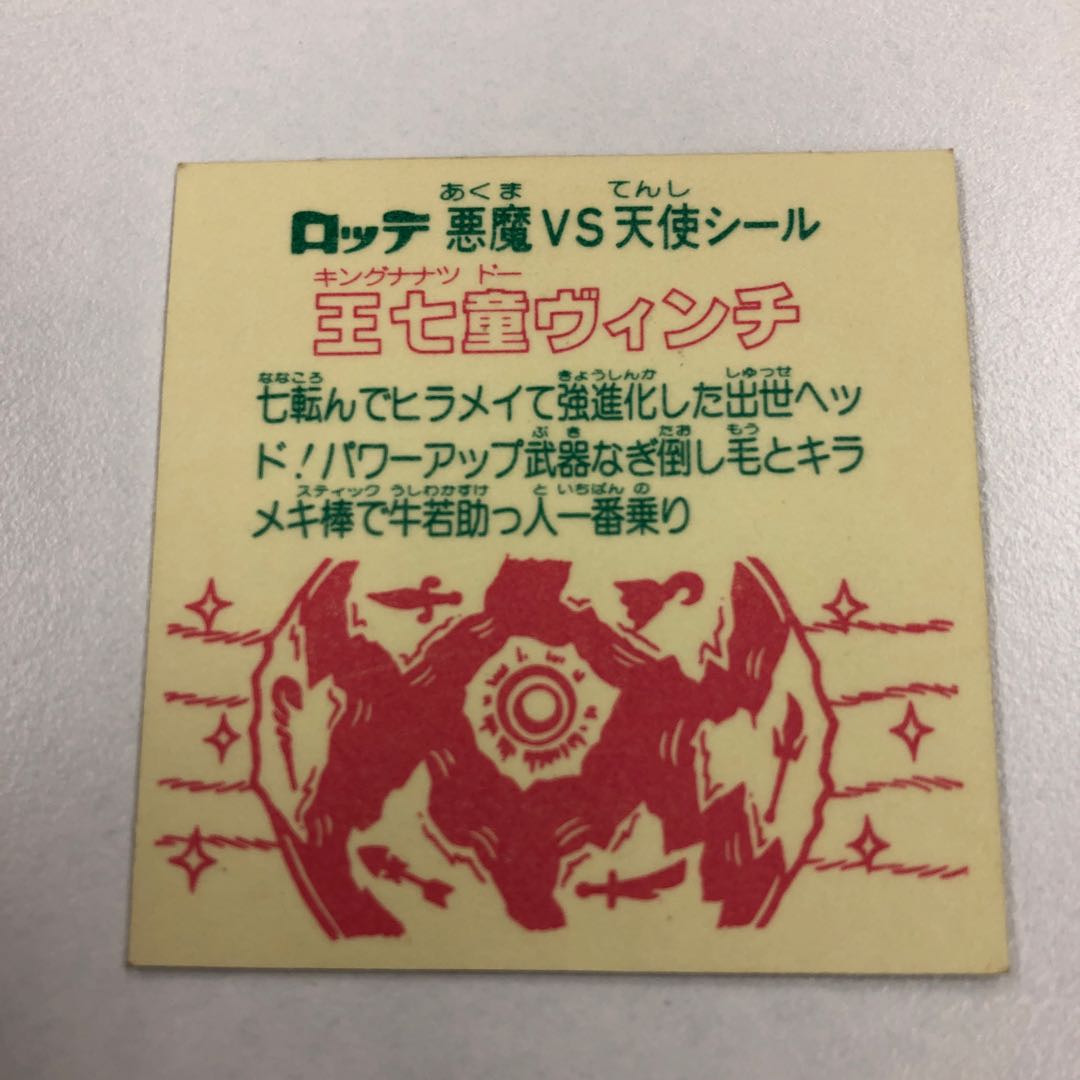 あくま てんし
ロッテ 悪魔VS天使シール
キングナナツ ドー
王七童ヴィンチ
ななころ きょうしんか しゅっせ
七転んでヒラメイて強進化した出世ヘッ
ぶき たお もう
ド!パワーアップ武器なぎ倒し毛とキラ
スティック うしわかすけ と いちばん の
メキ棒で牛若助っ人一番乗り